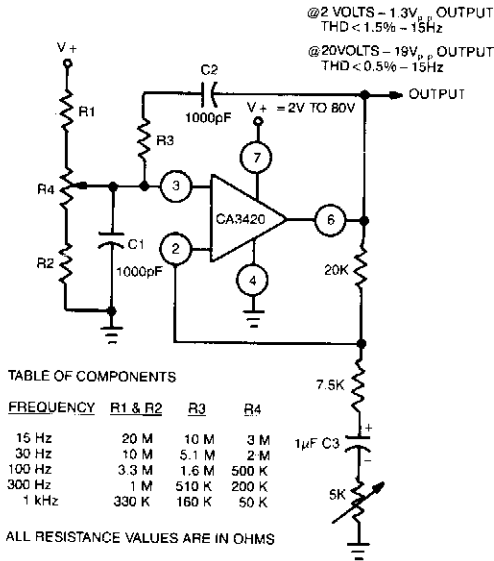 @2 VOLTS – 1.3Vpp OUTPUT
THD < 1.5% – 15Hz
@20VOLTS – 19Vpp OUTPUT
THD < 0.5% – 15Hz
V +
C2
1000pF
V + = 2V TO 80V
OUTPUT
R1
R3
7
R4
3
CA3420
6
2
C1
1000pF
R2
4
20K
TABLE OF COMPONENTS
7.5K
FREQUENCY R1 & R2 R3 R4
15 Hz 20 M 10 M 3 M
30 Hz 10 M 5.1 M 2 M
100 Hz 3.3 M 1.6 M 500 K
300 Hz 1 M 510 K 200 K
1 kHz 330 K 160 K 50 K
+
1µF C3
–
5K
ALL RESISTANCE VALUES ARE IN OHMS